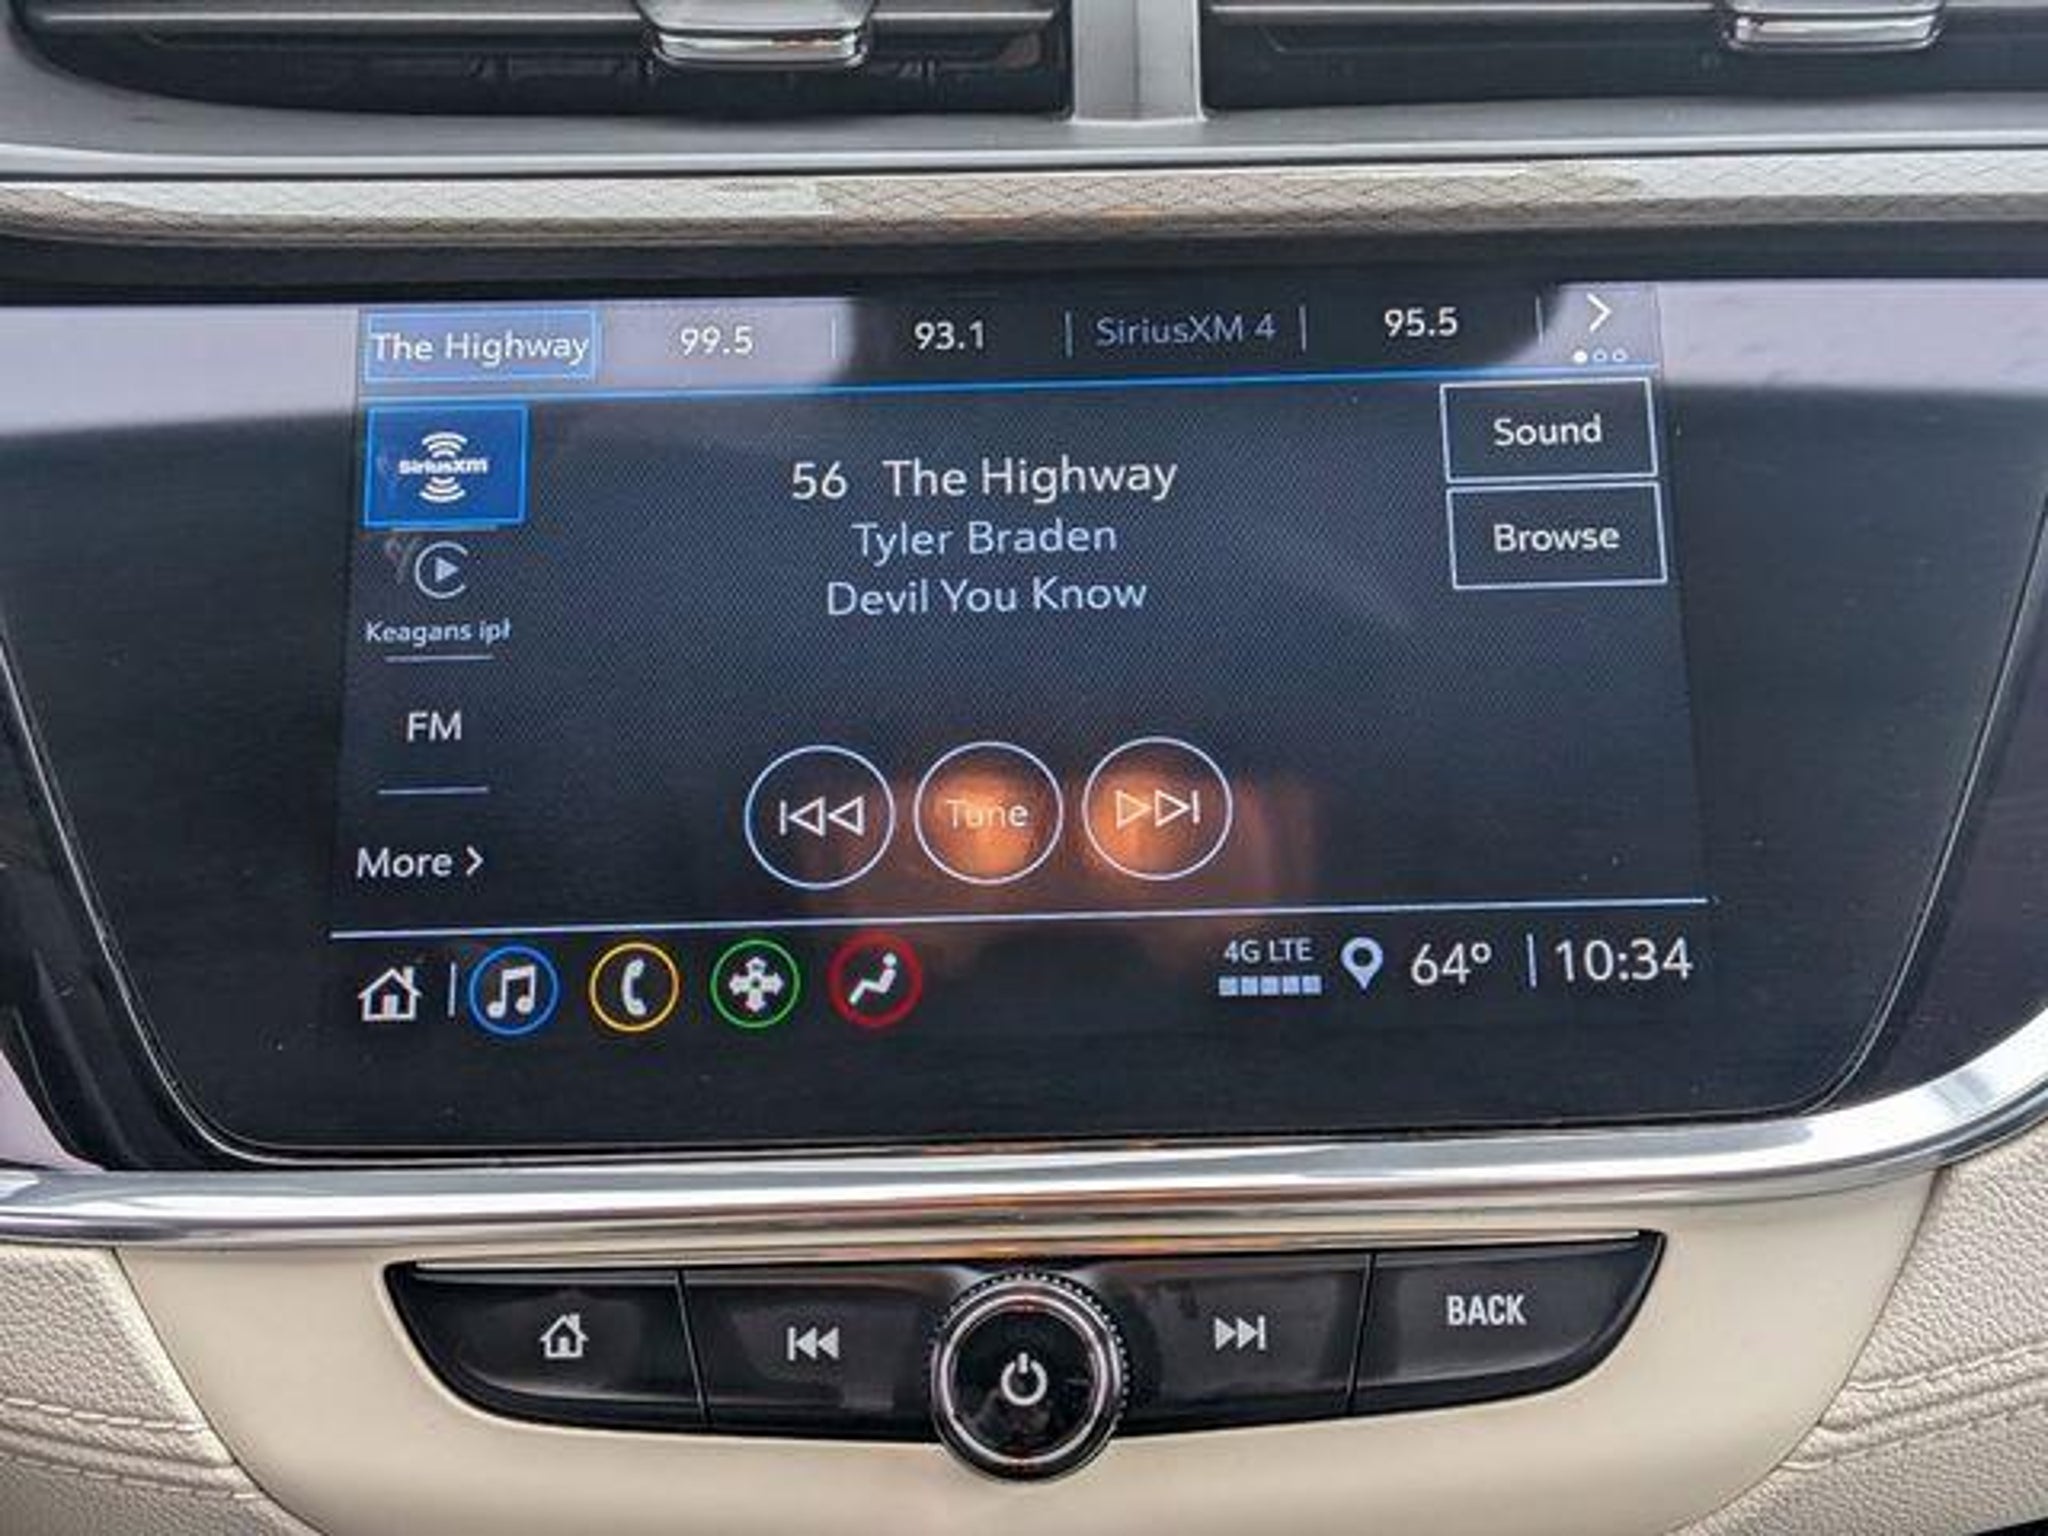 The Highway 99.5 93.1 SiriusXM 4 95.5
SiriusXM
Sound
56 The Highway
Tyler Braden
Browse
Devil You Know
Keagans
FM
Tune
More
4G LTE 64° 10:34
BACK